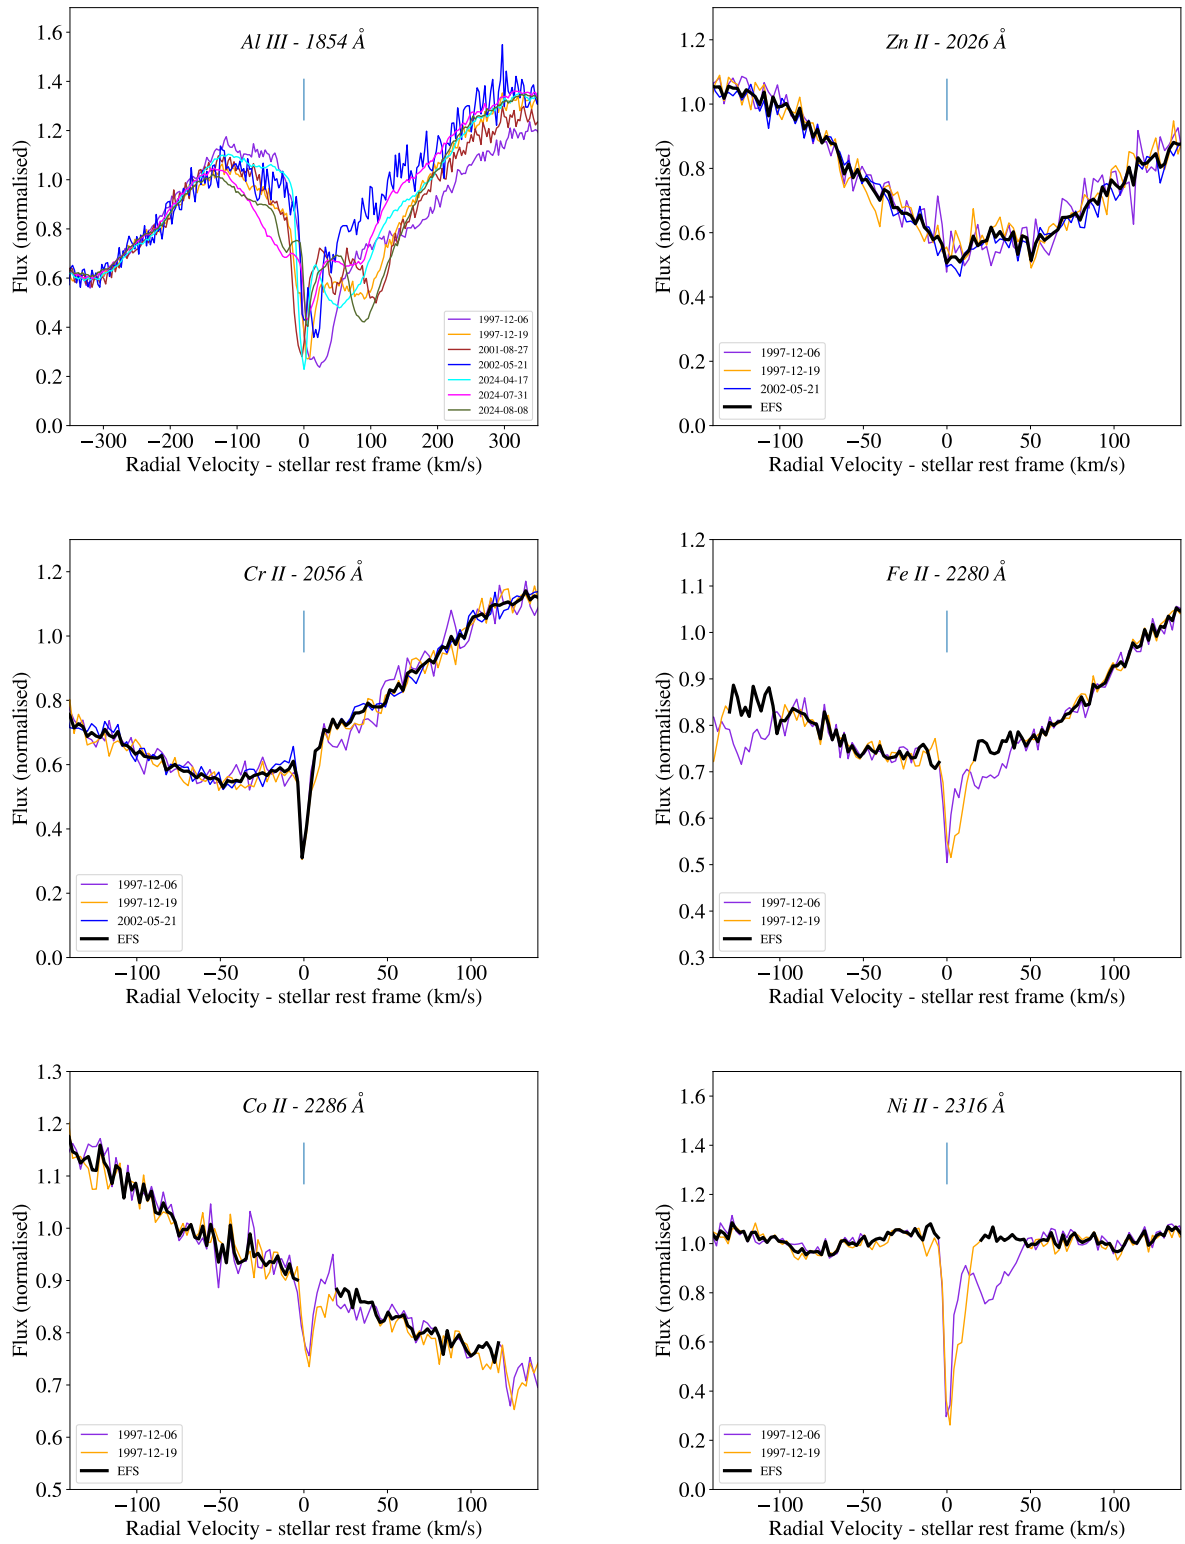 Al III - 1854 Å
Flux (normalised)
1.6
1.4
1.2
1.0
0.8
0.6
0.4
0.2
0.0
1997-12-06
1997-12-19
2001-08-27
2002-05-21
2024-04-17
2024-07-31
2024-08-08
−300 −200 −100 0 100 200 300
Radial Velocity - stellar rest frame (km/s)
Zn II - 2026 Å
Flux (normalised)
1.2
1.0
0.8
0.6
0.4
0.2
0.0
1997-12-06
1997-12-19
2002-05-21
EFS
−100 −50 0 50 100
Radial Velocity - stellar rest frame (km/s)
Cr II - 2056 Å
Flux (normalised)
1.2
1.0
0.8
0.6
0.4
0.2
0.0
1997-12-06
1997-12-19
2002-05-21
EFS
−100 −50 0 50 100
Radial Velocity - stellar rest frame (km/s)
Fe II - 2280 Å
Flux (normalised)
1.2
1.1
1.0
0.9
0.8
0.7
0.6
0.5
0.4
0.3
1997-12-06
1997-12-19
EFS
−100 −50 0 50 100
Radial Velocity - stellar rest frame (km/s)
Co II - 2286 Å
Flux (normalised)
1.3
1.2
1.1
1.0
0.9
0.8
0.7
0.6
0.5
1997-12-06
1997-12-19
EFS
−100 −50 0 50 100
Radial Velocity - stellar rest frame (km/s)
Ni II - 2316 Å
Flux (normalised)
1.6
1.4
1.2
1.0
0.8
0.6
0.4
0.2
0.0
1997-12-06
1997-12-19
EFS
−100 −50 0 50 100
Radial Velocity - stellar rest frame (km/s)